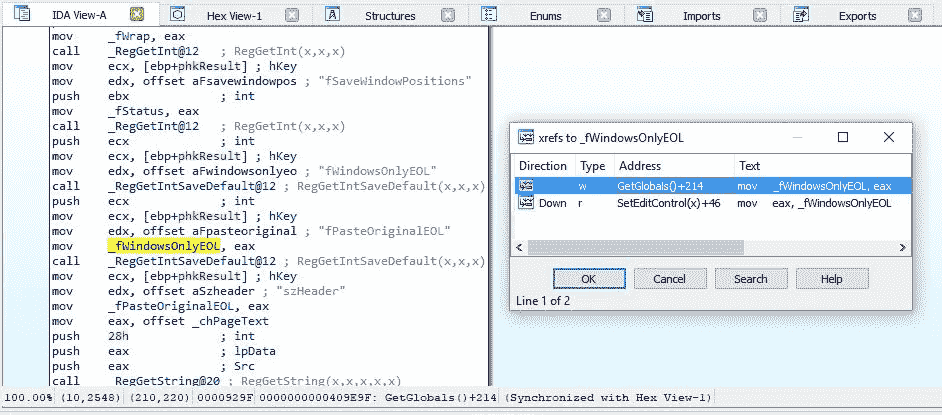 IDA View-A Hex View-1 Structures Enums Imports Exports
mov _fWrap, eax
call _RegGetInt@12 ; RegGetInt(x,x,x)
mov ecx, [ebp+phkResult] ; hKey
mov edx, offset aFsavewindowpos ; "fSaveWindowPositions"
push ebx ; int
mov _fStatus, eax
call _RegGetInt@12 ; RegGetInt(x,x,x)
push ecx ; int
mov ecx, [ebp+phkResult] ; hKey
mov edx, offset aFwindowsonlyeo ; "fWindowsOnlyEOL"
call _RegGetIntSaveDefault@12 ; RegGetIntSaveDefault(x,x,x)
push ecx ; int
mov ecx, [ebp+phkResult] ; hKey
mov edx, offset aFpasteoriginal ; "fPasteOriginalEOL"
mov _fWindowsOnlyEOL, eax
call _RegGetIntSaveDefault@12 ; RegGetIntSaveDefault(x,x,x)
mov ecx, [ebp+phkResult] ; hKey
mov edx, offset aSzheader ; "szHeader"
mov _fPasteOriginalEOL, eax
mov eax, offset _chPageText
push 28h ; int
push eax ; lpData
push eax ; Src
call _RegGetString@20 ; RegGetString(x,x,x,x,x)
xrefs to _fWindowsOnlyEOL
Direction Type Address Text
w GetGlobals()+214 mov _fWindowsOnlyEOL, eax
Down r SetEditControl(x)+46 mov eax, _fWindowsOnlyEOL
OK Cancel Search Help
Line 1 of 2
100.00% (10,2548) (210,220) 0000929F 0000000000409E9F: GetGlobals()+214 (Synchronized with Hex View-1)